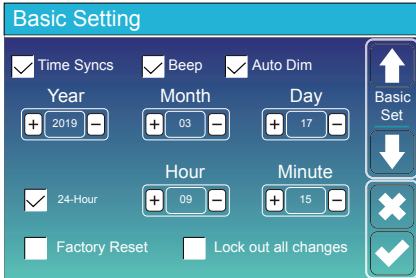 Basic Setting
Time Syncs Beep Auto Dim
Year Month Day
+ 2019 − + 03 − + 17 −
Basic
Set
Hour Minute
24-Hour + 09 − + 15 −
Factory Reset Lock out all changes